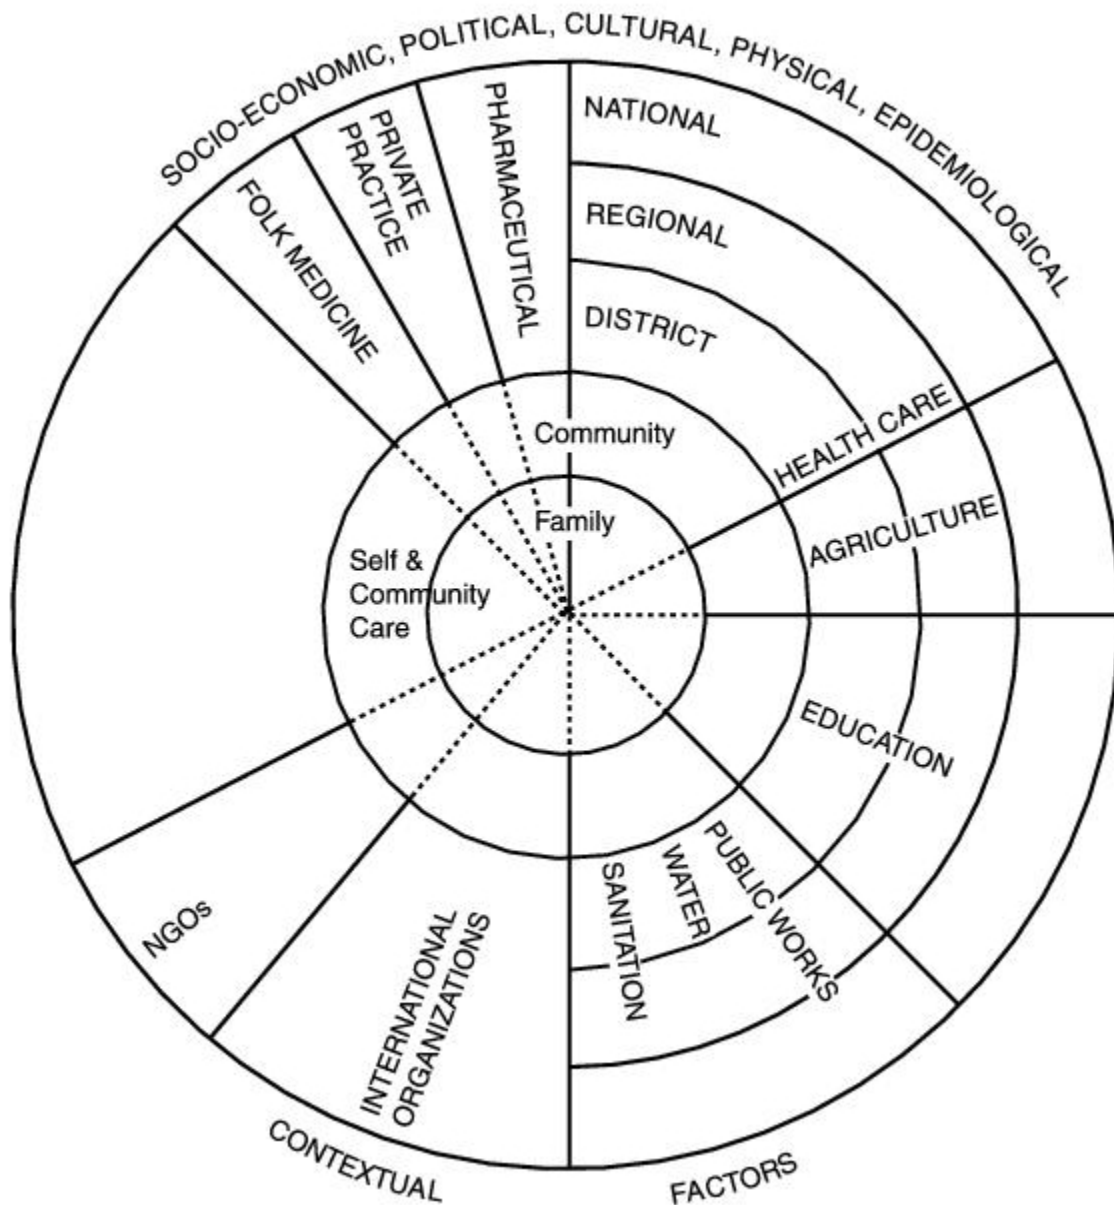 SOCIO-ECONOMIC, POLITICAL, CULTURAL, PHYSICAL, EPIDEMIOLOGICAL
FOLK MEDICINE
PRIVATE
PRACTICE
PHARMACEUTICAL
NATIONAL
REGIONAL
DISTRICT
HEALTH CARE
Community
Family
AGRICULTURE
Self &
Community
Care
EDUCATION
PUBLIC WORKS
WATER
SANITATION
NGOs
INTERNATIONAL
ORGANIZATIONS
CONTEXTUAL
FACTORS